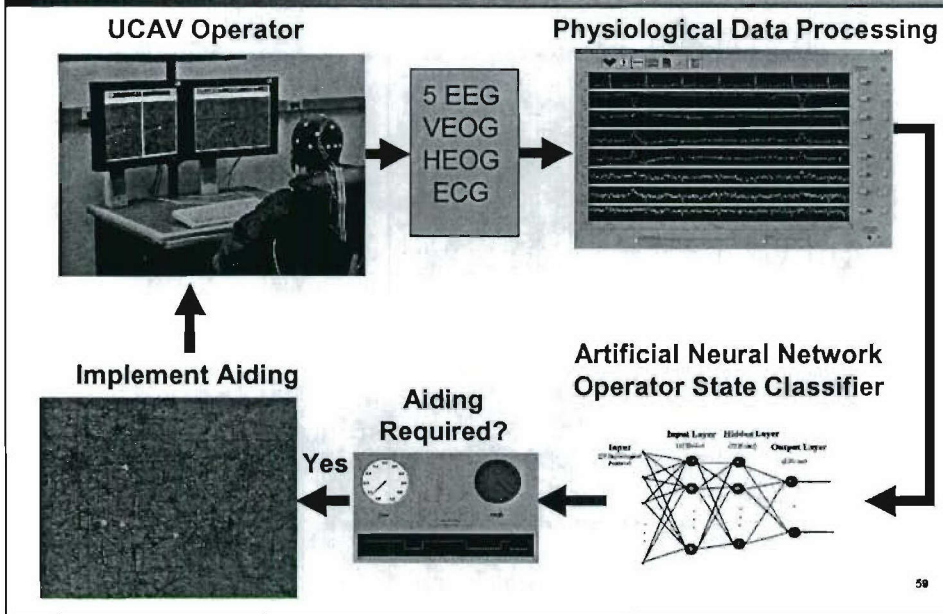 UCAV Operator
Physiological Data Processing
5 EEG
VEOG
HEOG
ECG
Artificial Neural Network
Operator State Classifier
Input Layer Hidden Layer
Input
Output Layer
Aiding
Required?
Yes
Implement Aiding
59